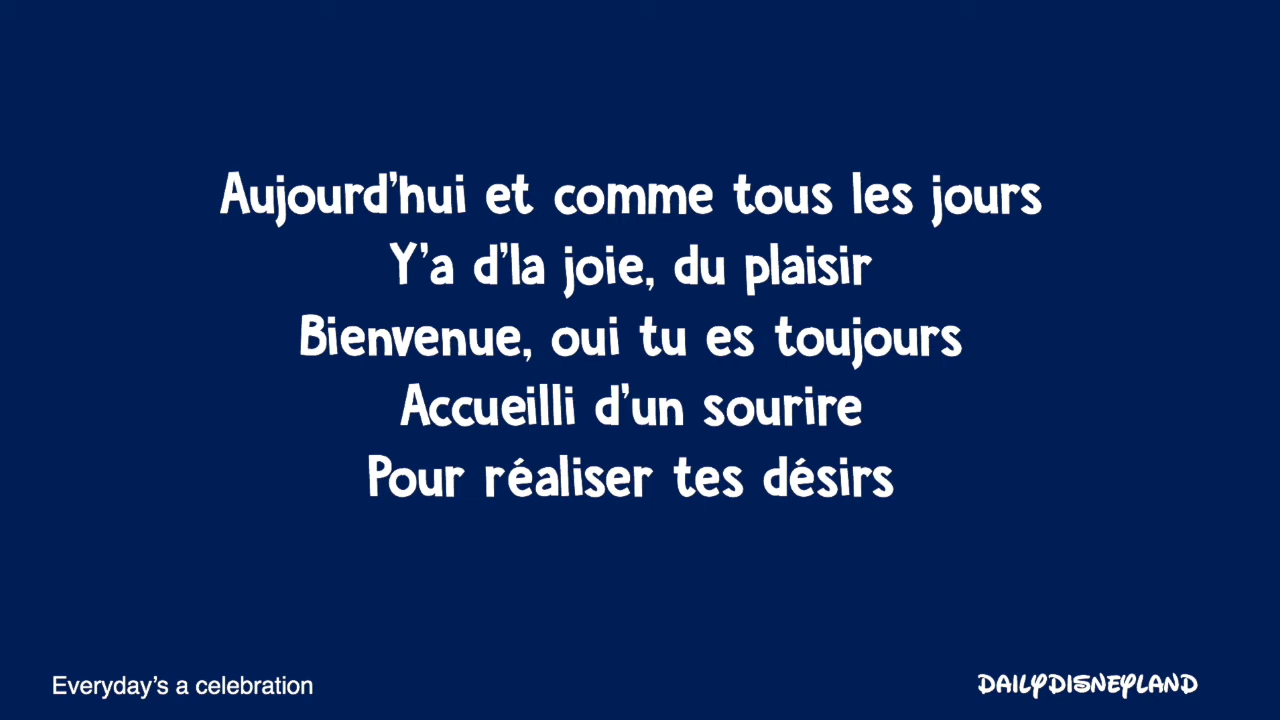 Aujourd'hui et comme tous les jours
Y'a d'la joie, du plaisir
Bienvenue, oui tu es toujours
Accueilli d'un sourire
Pour réaliser tes désirs
Everyday's a celebration
DAILYDISNEYLAND